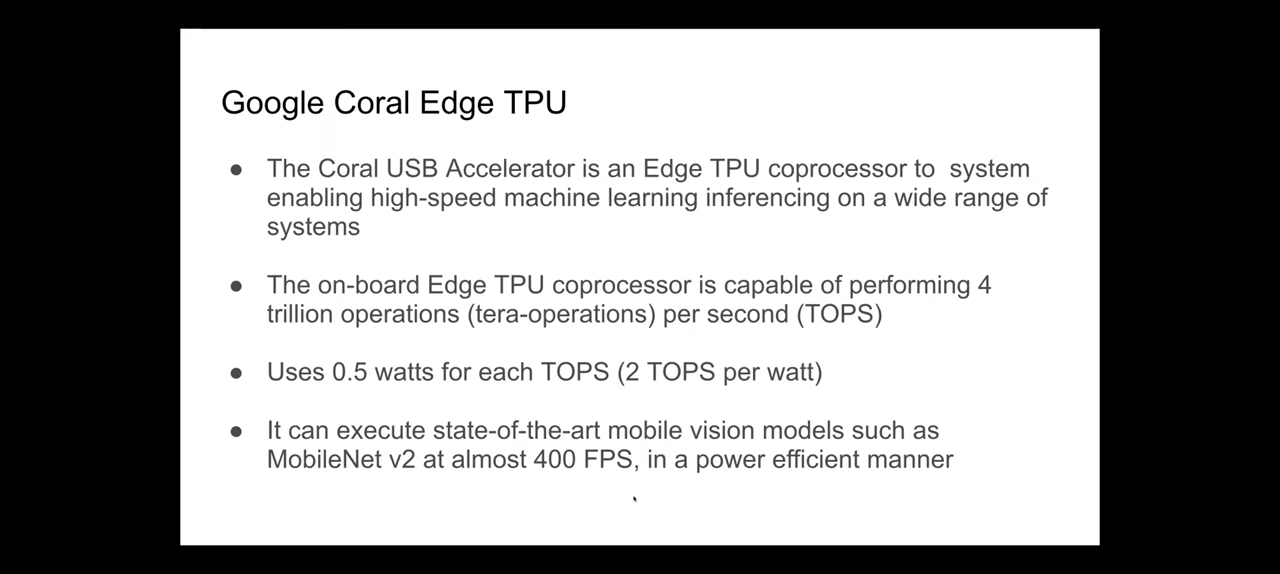 Google Coral Edge TPU
● The Coral USB Accelerator is an Edge TPU coprocessor to  system
enabling high-speed machine learning inferencing on a wide range of
systems
● The on-board Edge TPU coprocessor is capable of performing 4
trillion operations (tera-operations) per second (TOPS)
● Uses 0.5 watts for each TOPS (2 TOPS per watt)
● It can execute state-of-the-art mobile vision models such as
MobileNet v2 at almost 400 FPS, in a power efficient manner